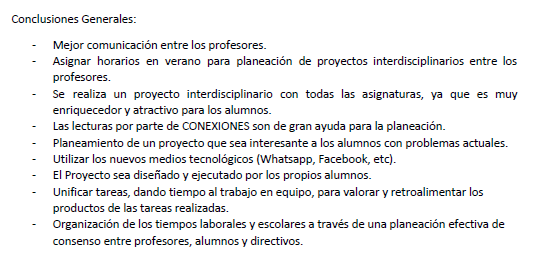 Conclusiones Generales:
- Mejor comunicación entre los profesores.
- Asignar horarios en verano para planeación de proyectos interdisciplinarios entre los
profesores.
- Se realiza un proyecto interdisciplinario con todas las asignaturas, ya que es muy
enriquecedor y atractivo para los alumnos.
- Las lecturas por parte de CONEXIONES son de gran ayuda para la planeación.
- Planeamiento de un proyecto que sea interesante a los alumnos con problemas actuales.
- Utilizar los nuevos medios tecnológicos (Whatsapp, Facebook, etc).
- El Proyecto sea diseñado y ejecutado por los propios alumnos.
- Unificar tareas, dando tiempo al trabajo en equipo, para valorar y retroalimentar los
productos de las tareas realizadas.
- Organización de los tiempos laborales y escolares a través de una planeación efectiva de
consenso entre profesores, alumnos y directivos.